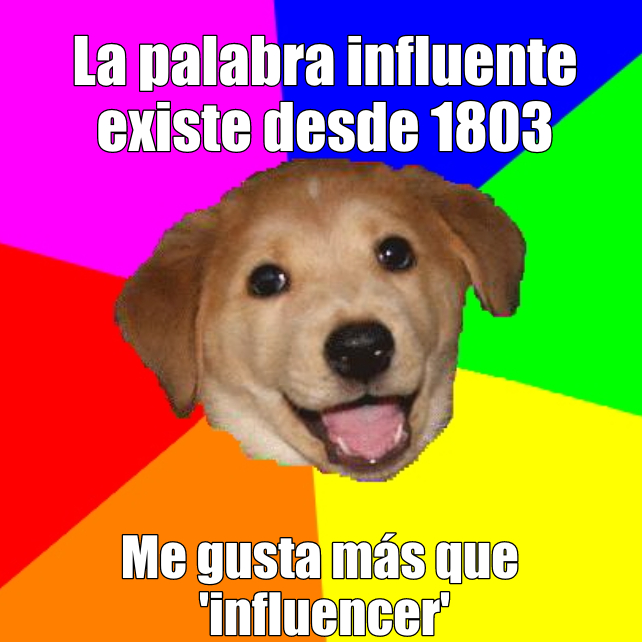 La palabra influente
existe desde 1803
Me gusta más que
'influencer'